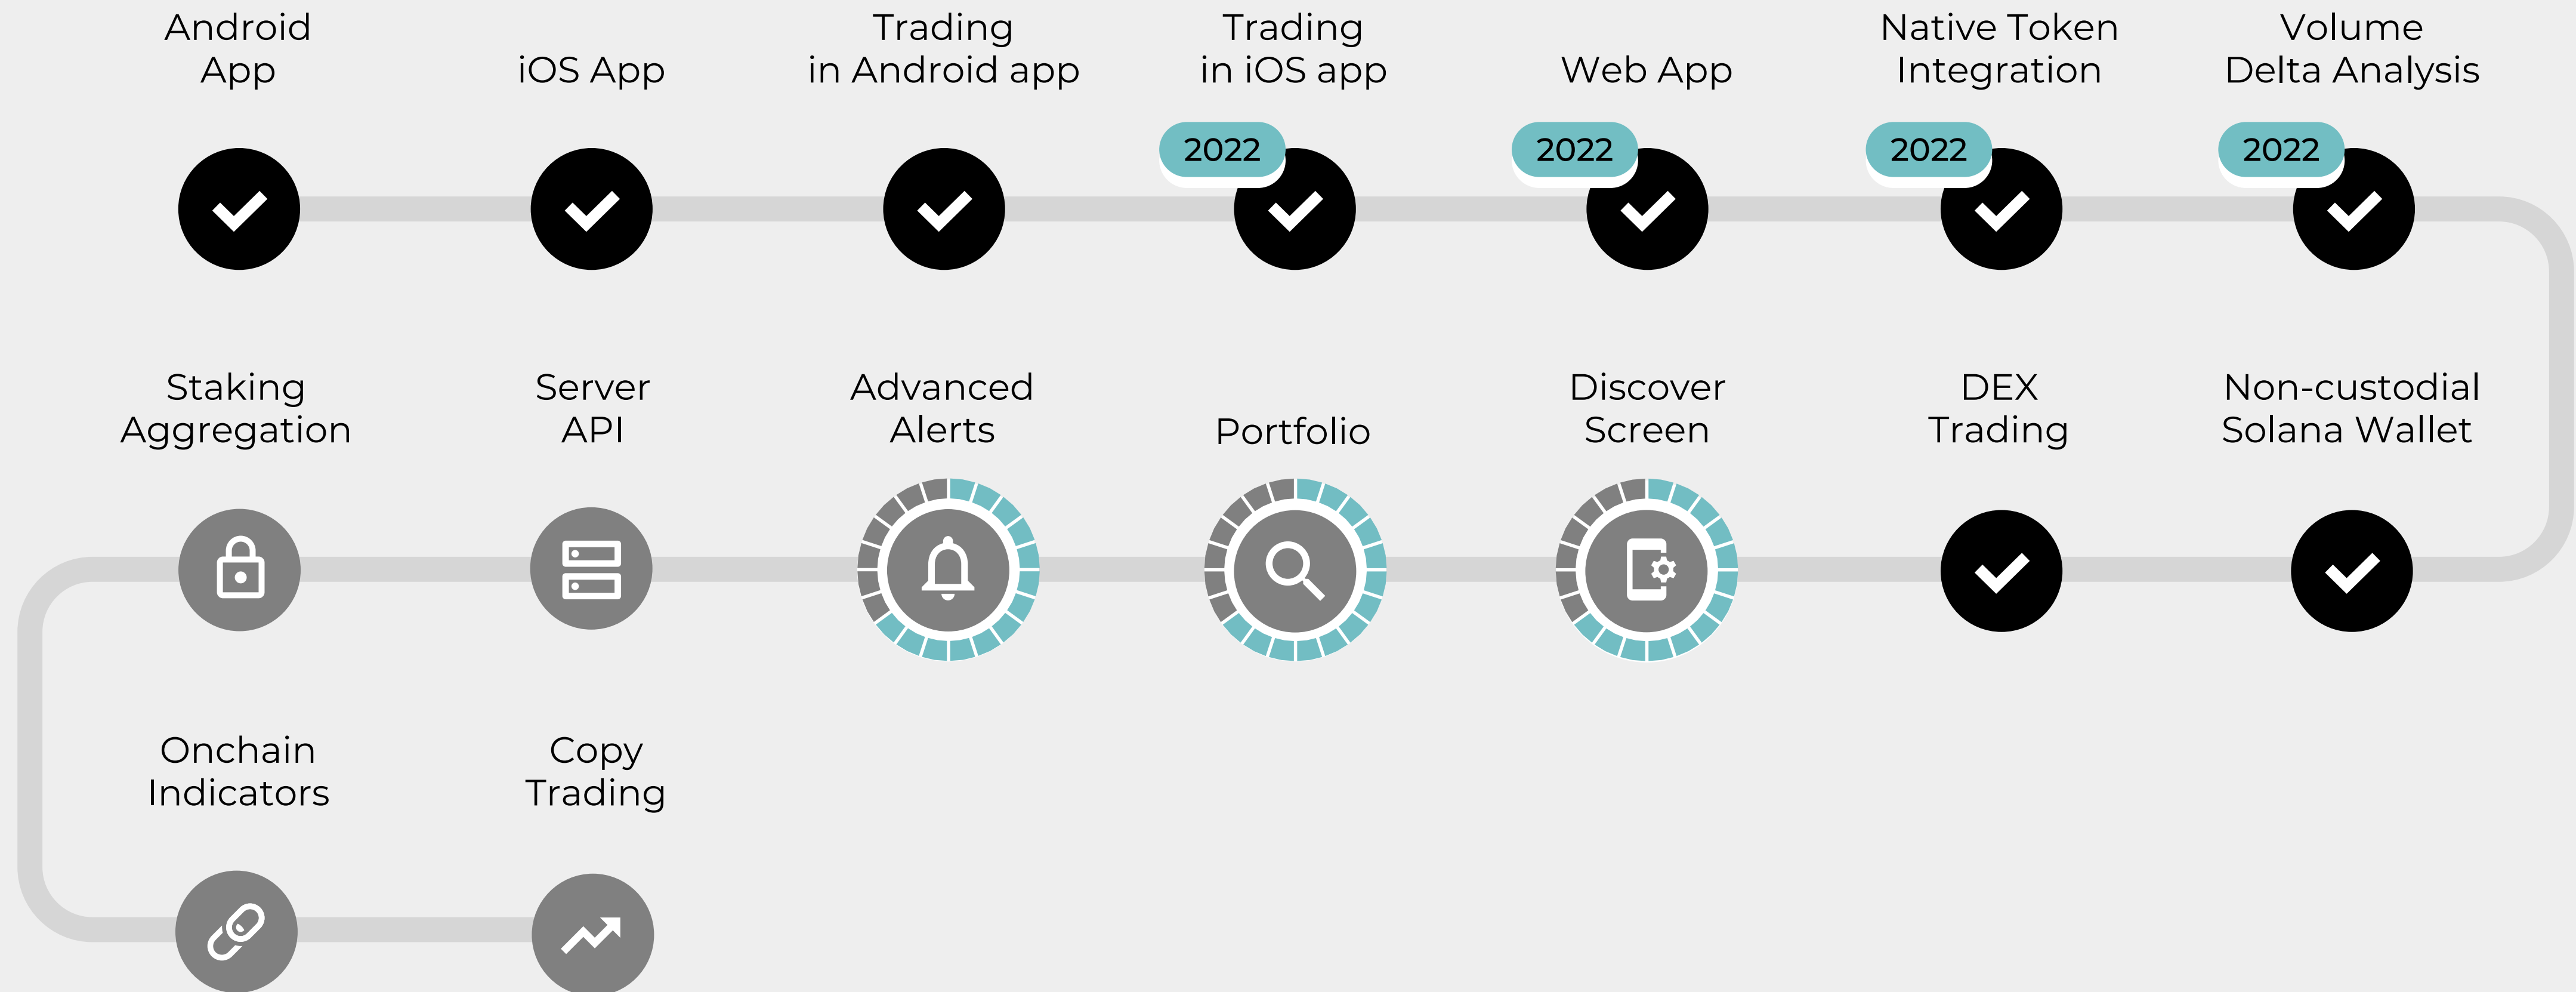 Android
App
iOS App
Trading
in Android app
Trading
in iOS app
Web App
Native Token
Integration
Volume
Delta Analysis
2022
2022
2022
2022
Staking
Aggregation
Server
API
Advanced
Alerts
Portfolio
Discover
Screen
DEX
Trading
Non-custodial
Solana Wallet
Onchain
Indicators
Copy
Trading